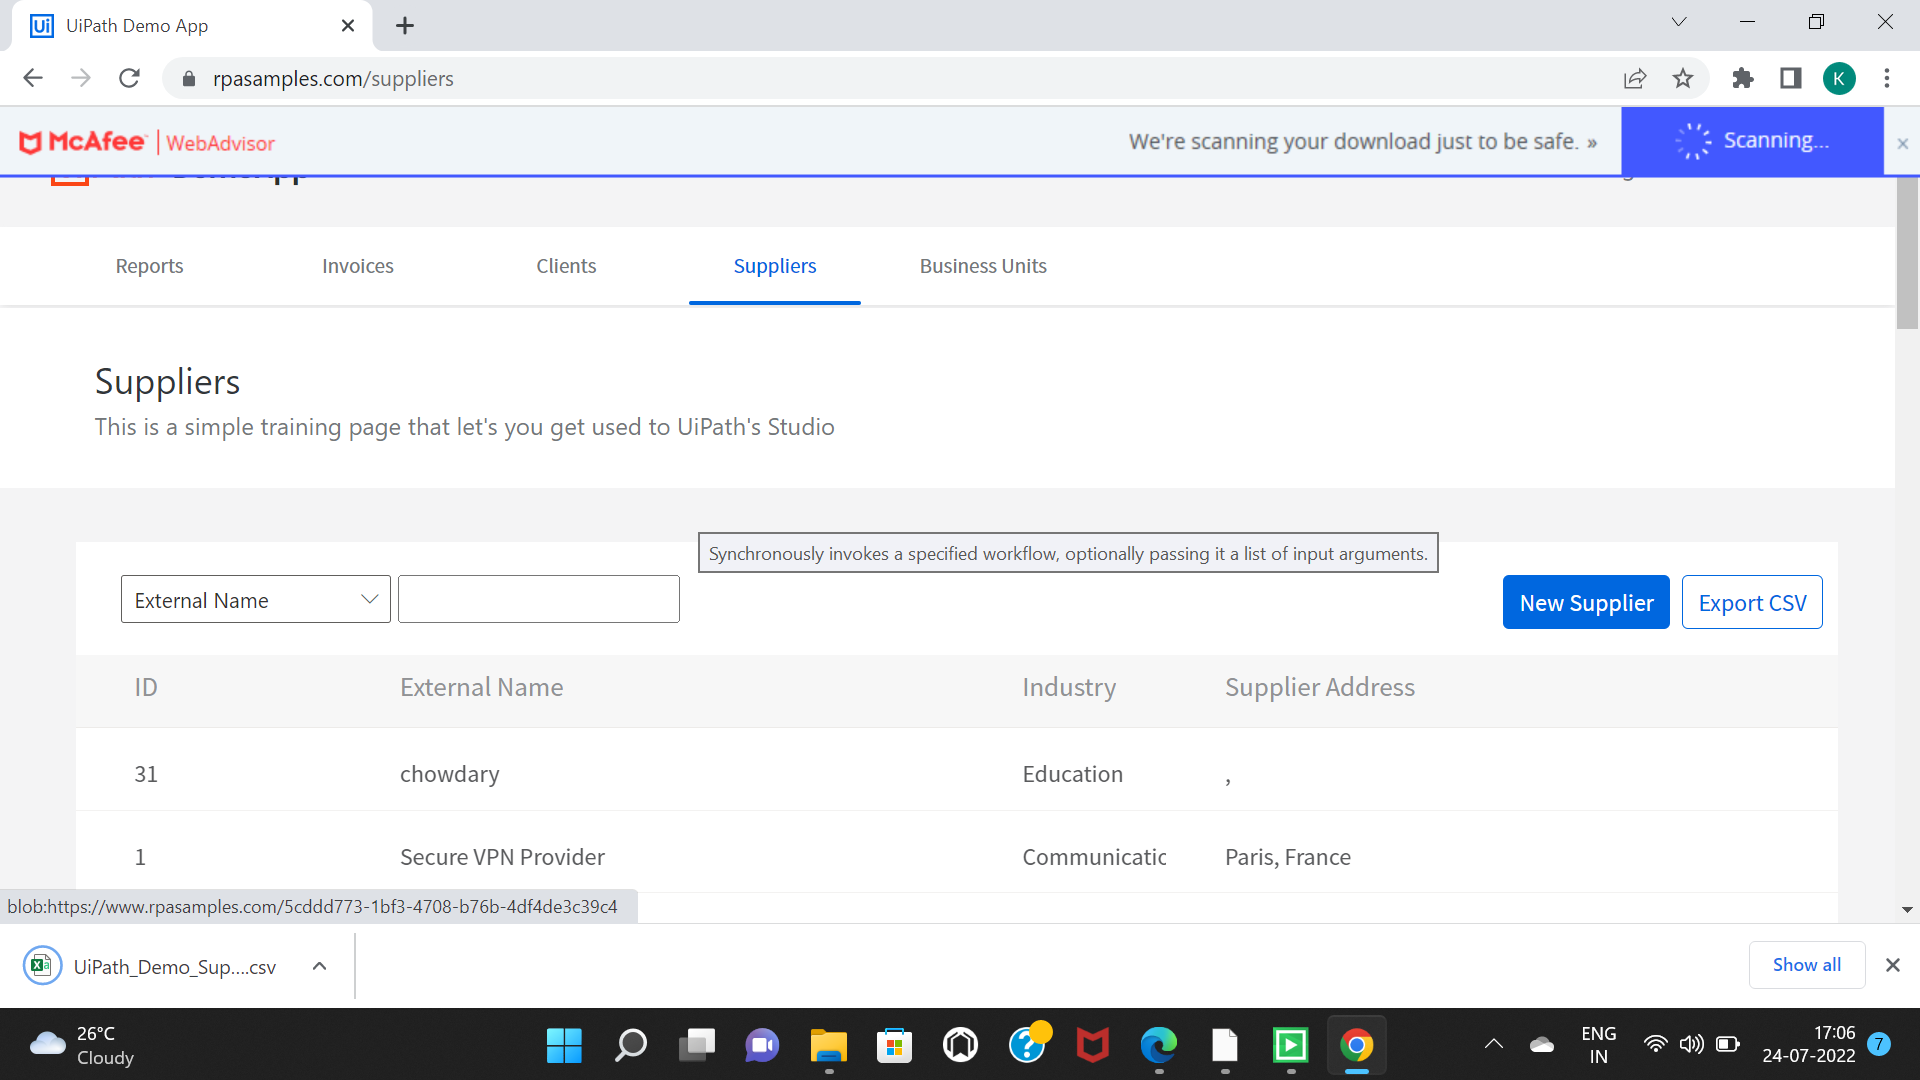 UiPath Demo App
rpasamples.com/suppliers
K
McAfee | WebAdvisor
We're scanning your download just to be safe. »
Scanning...
Reports Invoices Clients Suppliers Business Units
Suppliers
This is a simple training page that let's you get used to UiPath's Studio
Synchronously invokes a specified workflow, optionally passing it a list of input arguments.
External Name
New Supplier Export CSV
ID External Name Industry Supplier Address
31 chowdary Education ,
1 Secure VPN Provider Communicatic Paris, France
blob:https://www.rpasamples.com/5cddd773-1bf3-4708-b76b-4df4de3c39c4
UiPath_Demo_Sup....csv
Show all
26°C
Cloudy
ENG
IN
17:06
24-07-2022
7